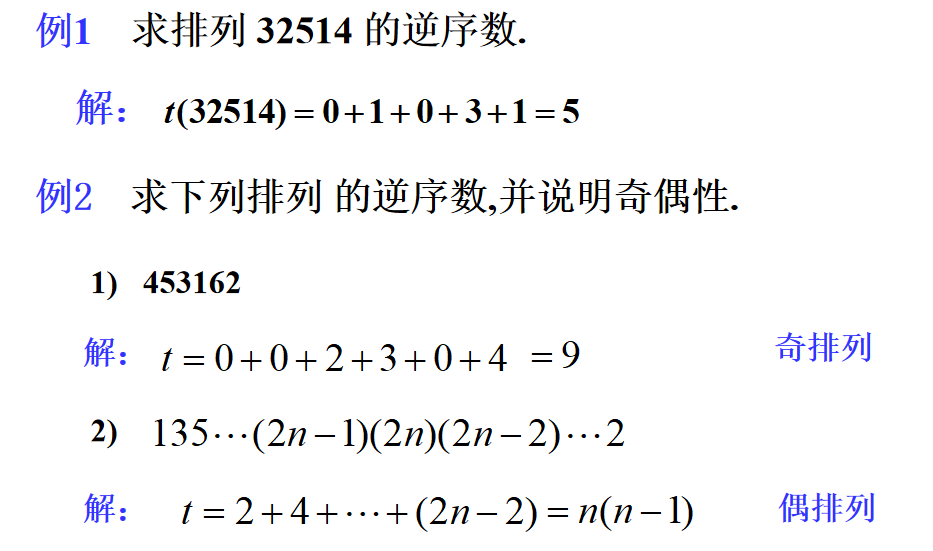 例1 求排列 32514 的逆序数.
解： t(32514) = 0+1+0+3+1 = 5
例2 求下列排列 的逆序数,并说明奇偶性.
1) 453162
解： t = 0+0+2+3+0+4 = 9 奇排列
2) 135⋯(2n−1)(2n)(2n−2)⋯2
解： t = 2+4+⋯+(2n−2) = n(n−1) 偶排列